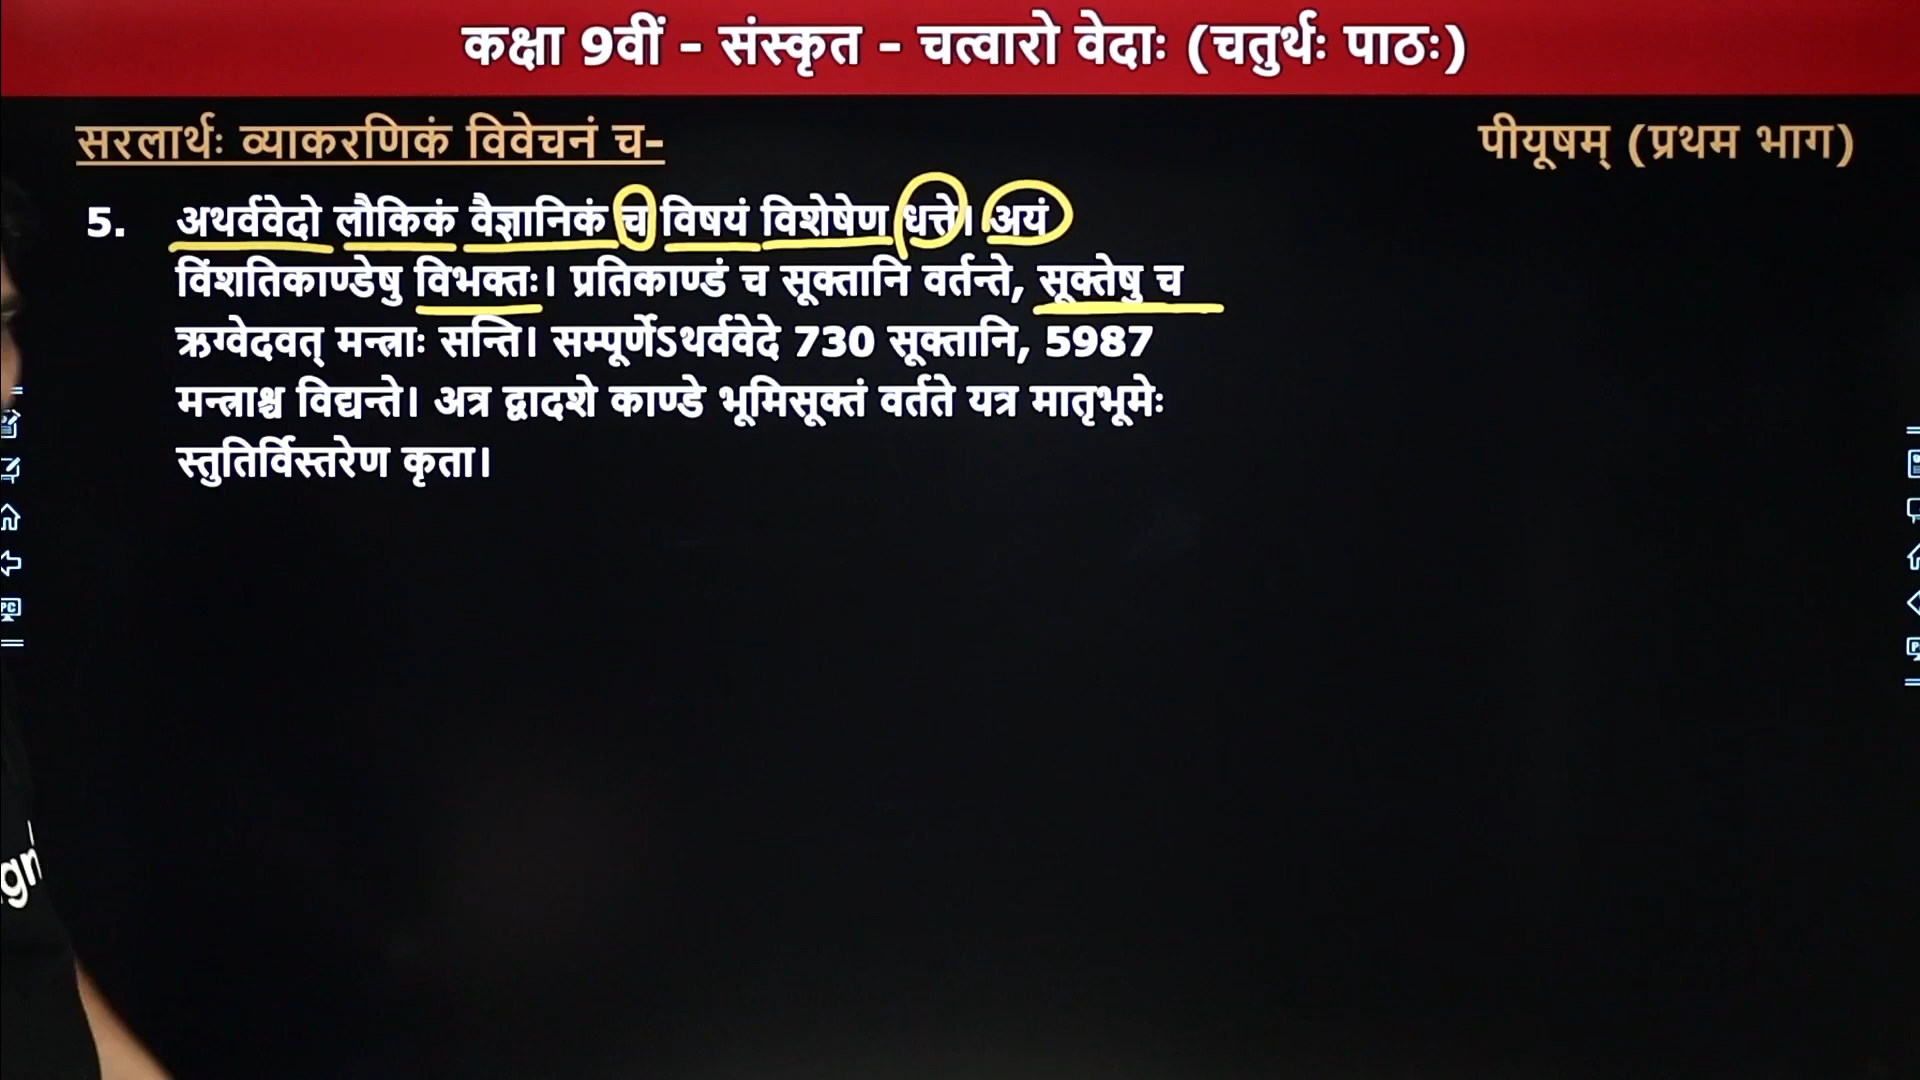 कक्षा 9वीं - संस्कृत - चत्वारो वेदाः (चतुर्थः पाठः)
सरलार्थः व्याकरणिकं विवेचनं च-
पीयूषम् (प्रथम भाग)
5. अथर्ववेदो लौकिकं वैज्ञानिकं च विषयं विशेषेण धत्ते। अयं
विंशतिकाण्डेषु विभक्तः। प्रतिकाण्डं च सूक्तानि वर्तन्ते, सूक्तेषु च
ऋग्वेदवत् मन्त्राः सन्ति। सम्पूर्णेऽथर्ववेदे 730 सूक्तानि, 5987
मन्त्राश्च विद्यन्ते। अत्र द्वादशे काण्डे भूमिसूक्तं वर्तते यत्र मातृभूमेः
स्तुतिर्विस्तरेण कृता।